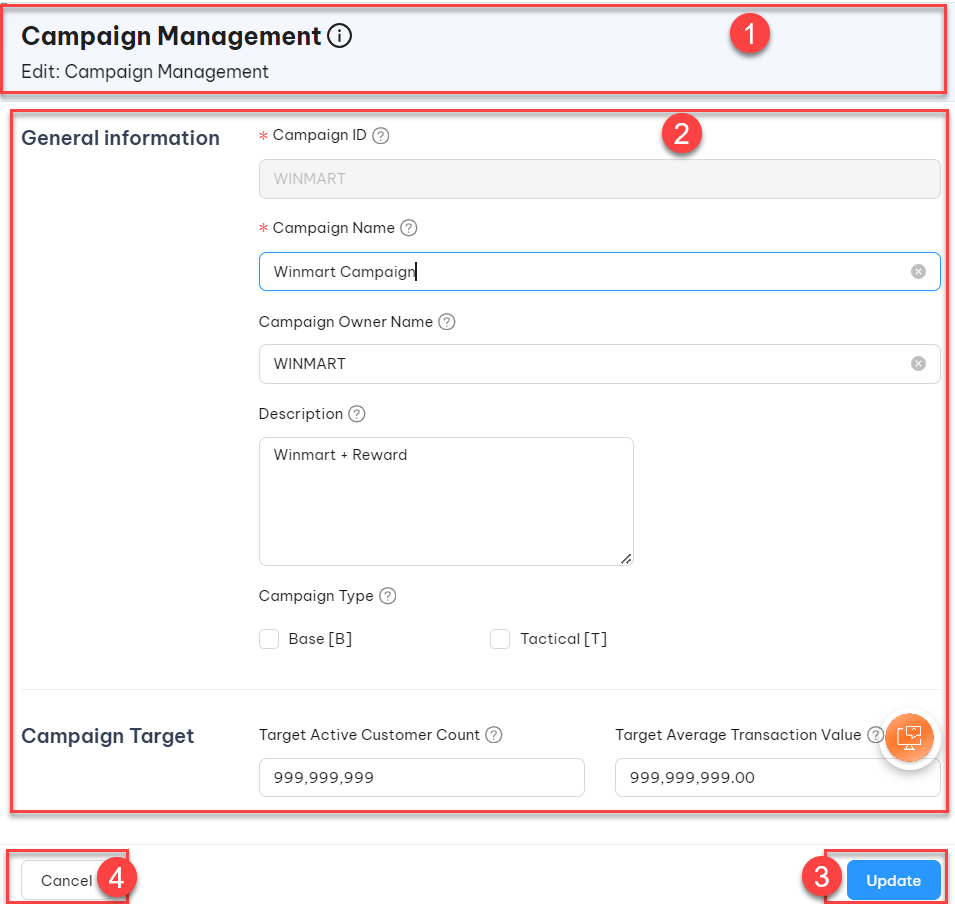 Campaign Management
Edit: Campaign Management
1
General information
* Campaign ID
2
WINMART
* Campaign Name
Winmart Campaign
Campaign Owner Name
WINMART
Description
Winmart + Reward
Campaign Type
Base [B] Tactical [T]
Campaign Target
Target Active Customer Count Target Average Transaction Value
999,999,999 999,999,999.00
Cancel 4 3 Update